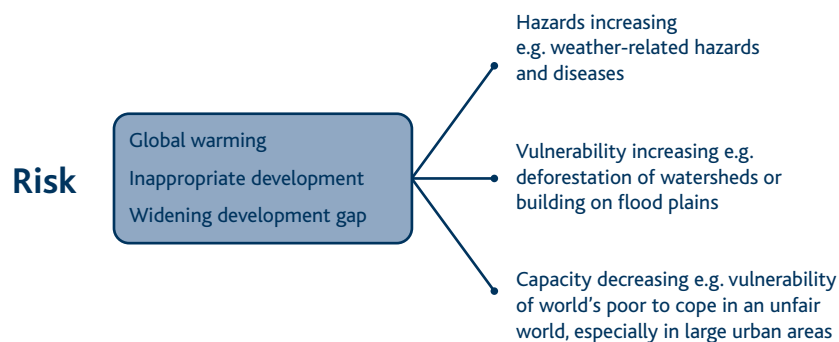 Risk
Global warming
Inappropriate development
Widening development gap
Hazards increasing
e.g. weather-related hazards
and diseases
Vulnerability increasing e.g.
deforestation of watersheds or
building on flood plains
Capacity decreasing e.g. vulnerability
of world's poor to cope in an unfair
world, especially in large urban areas